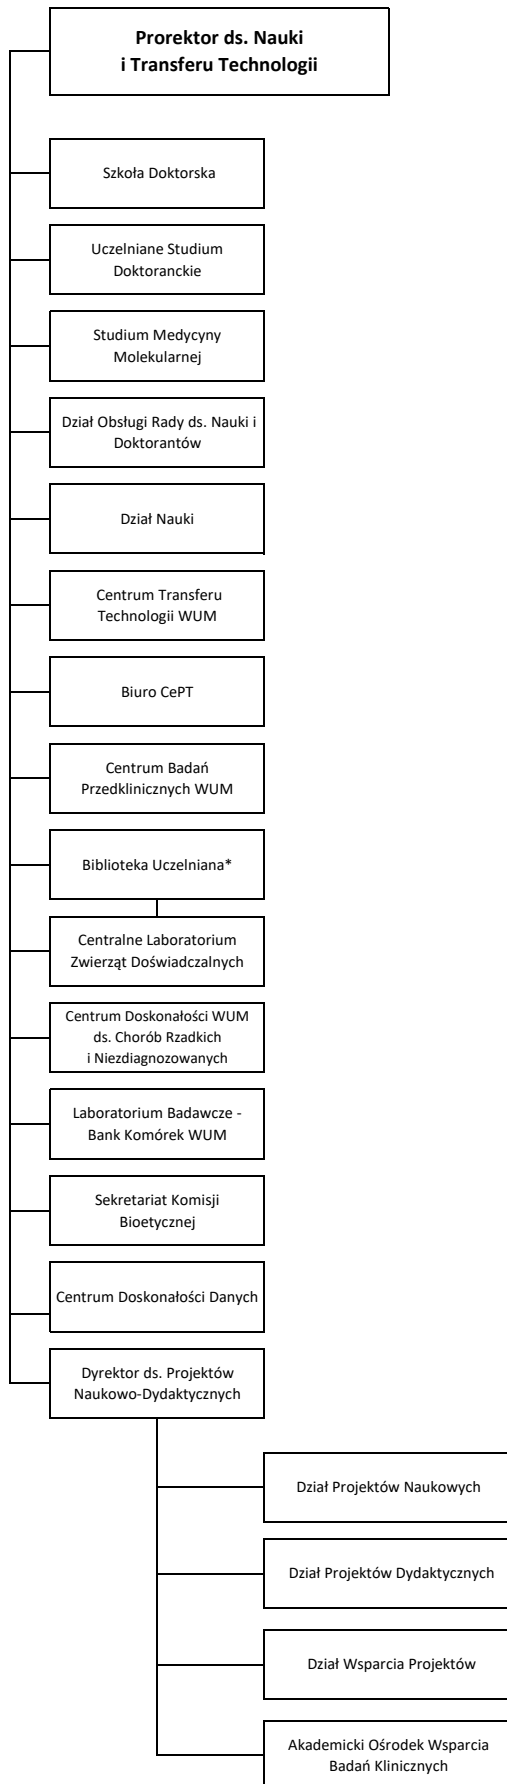 Prorektor ds. Nauki
i Transferu Technologii
Szkoła Doktorska
Uczelniane Studium
Doktoranckie
Studium Medycyny
Molekularnej
Dział Obsługi Rady ds. Nauki i
Doktorantów
Dział Nauki
Centrum Transferu
Technologii WUM
Biuro CePT
Centrum Badań
Przedklinicznych WUM
Biblioteka Uczelniana*
Centralne Laboratorium
Zwierząt Doświadczalnych
Centrum Doskonałości WUM
ds. Chorób Rzadkich
i Niezdiagnozowanych
Laboratorium Badawcze -
Bank Komórek WUM
Sekretariat Komisji
Bioetycznej
Centrum Doskonałości Danych
Dyrektor ds. Projektów
Naukowo-Dydaktycznych
Dział Projektów Naukowych
Dział Projektów Dydaktycznych
Dział Wsparcia Projektów
Akademicki Ośrodek Wsparcia
Badań Klinicznych